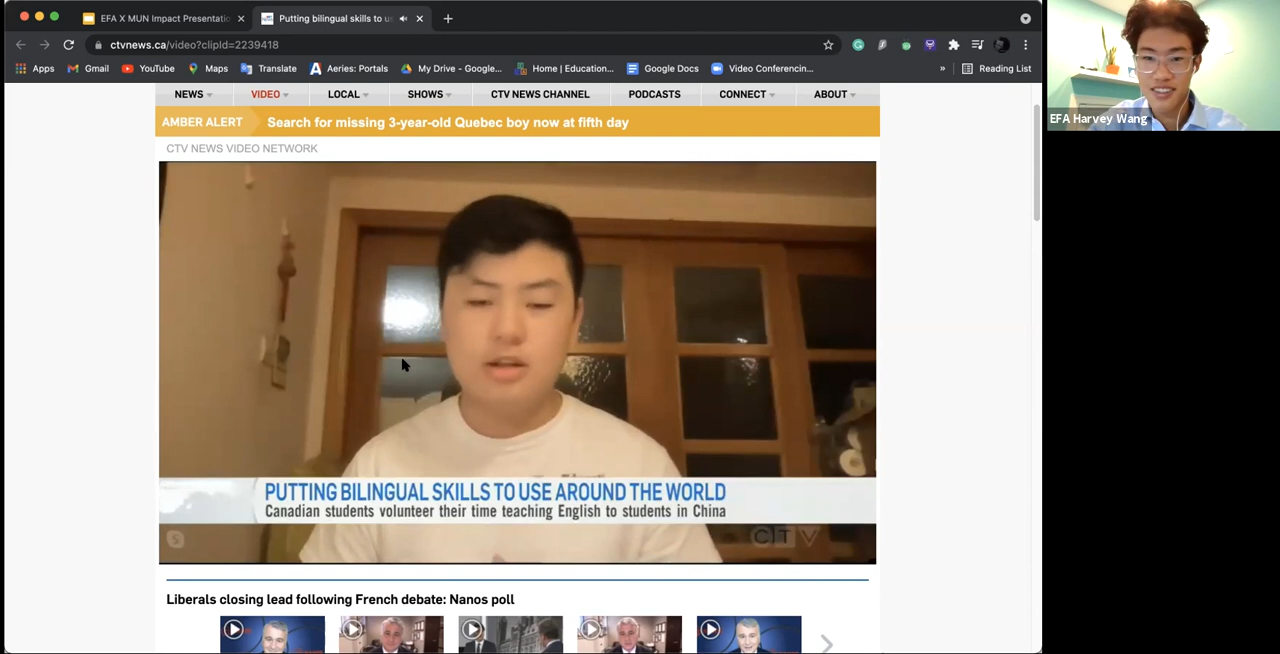 EFA X MUN Impact Presentatio
Putting bilingual skills to us
ctvnews.ca/video?clipId=2239418
Apps Gmail YouTube Maps Translate Aeries: Portals My Drive - Google... Home | Education... Google Docs Video Conferencin... » Reading List
EFA Harvey Wang
NEWS VIDEO LOCAL SHOWS CTV NEWS CHANNEL PODCASTS CONNECT ABOUT
AMBER ALERT Search for missing 3-year-old Quebec boy now at fifth day
CTV NEWS VIDEO NETWORK
PUTTING BILINGUAL SKILLS TO USE AROUND THE WORLD
Canadian students volunteer their time teaching English to students in China
CTV
Liberals closing lead following French debate: Nanos poll